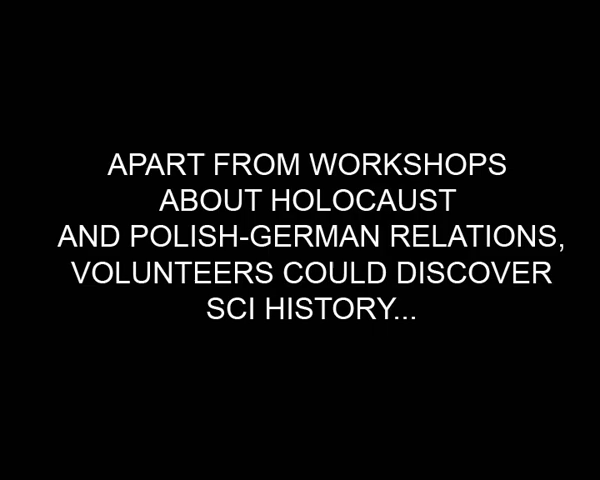 APART FROM WORKSHOPS
ABOUT HOLOCAUST
AND POLISH-GERMAN RELATIONS,
VOLUNTEERS COULD DISCOVER
SCI HISTORY...